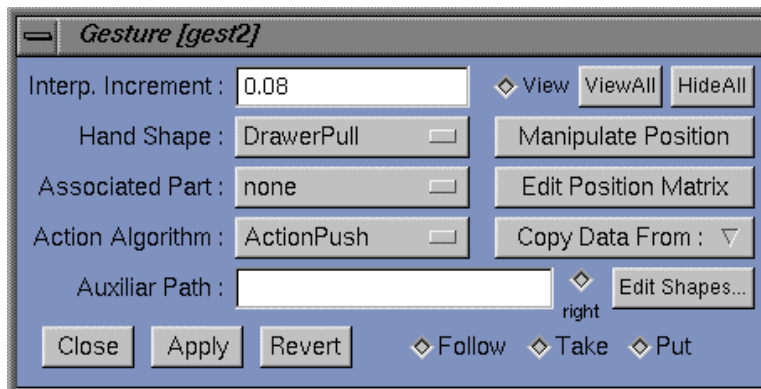 Gesture [gest2]
Interp. Increment : 0.08 View ViewAll HideAll
Hand Shape : DrawerPull Manipulate Position
Associated Part : none Edit Position Matrix
Action Algorithm : ActionPush Copy Data From :
Auxiliar Path : right Edit Shapes...
Close Apply Revert Follow Take Put